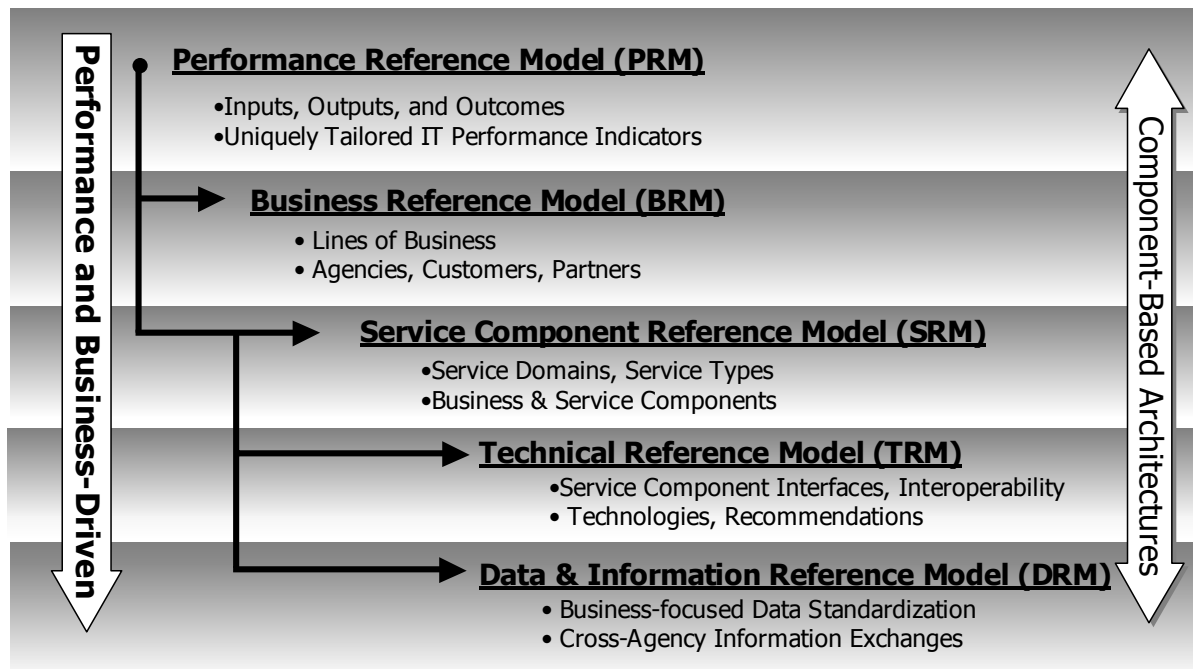 Performance and Business-Driven
Performance Reference Model (PRM)
•Inputs, Outputs, and Outcomes
•Uniquely Tailored IT Performance Indicators
Business Reference Model (BRM)
• Lines of Business
• Agencies, Customers, Partners
Service Component Reference Model (SRM)
•Service Domains, Service Types
•Business & Service Components
Technical Reference Model (TRM)
•Service Component Interfaces, Interoperability
• Technologies, Recommendations
Data & Information Reference Model (DRM)
• Business-focused Data Standardization
• Cross-Agency Information Exchanges
Component-Based Architectures